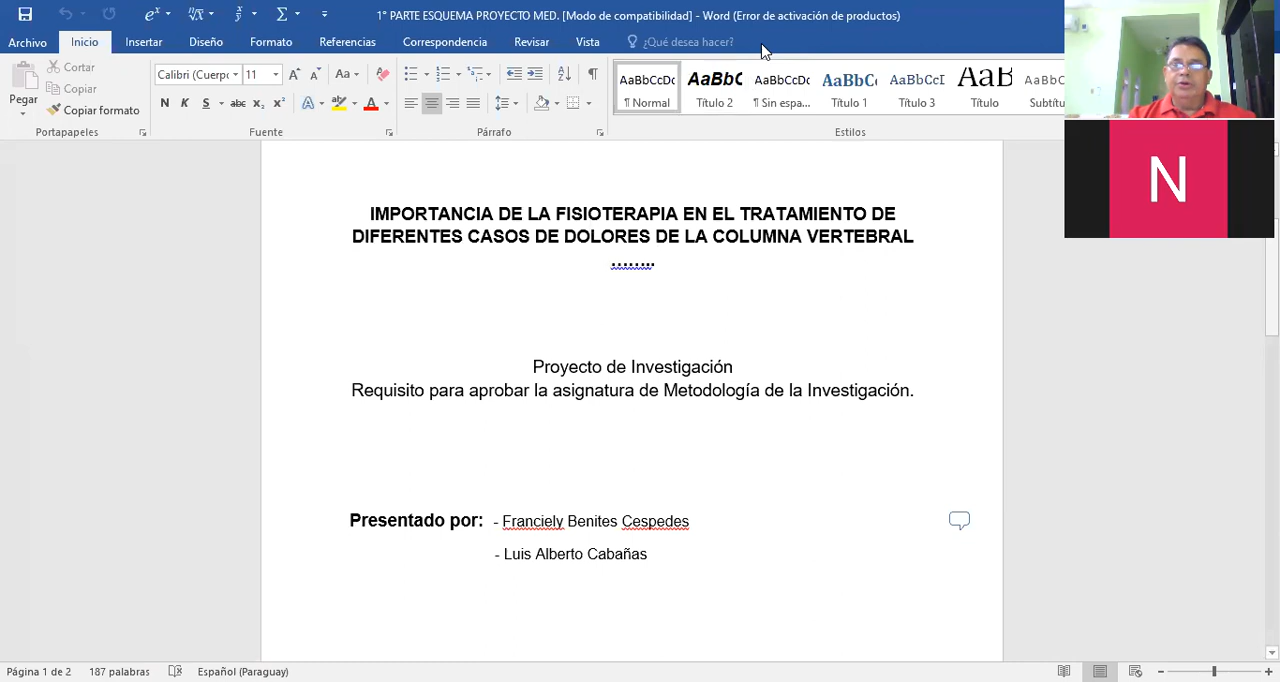 1° PARTE ESQUEMA PROYECTO MED. [Modo de compatibilidad] - Word (Error de activación de productos)
Archivo Inicio Insertar Diseño Formato Referencias Correspondencia Revisar Vista ¿Qué desea hacer?
Pegar
Cortar
Copiar
Copiar formato
Portapapeles
Calibri (Cuerpo 11
N K S abc x₂ x²
Fuente
Párrafo
AaBbCcDc AaBbC AaBbCcDc AaBbC AaBbCcI AaB AaBbC
¶ Normal Título 2 ¶ Sin espa... Título 1 Título 3 Título Subtítu
Estilos
N
IMPORTANCIA DE LA FISIOTERAPIA EN EL TRATAMIENTO DE
DIFERENTES CASOS DE DOLORES DE LA COLUMNA VERTEBRAL
........
Proyecto de Investigación
Requisito para aprobar la asignatura de Metodología de la Investigación.
Presentado por: - Franciely Benites Cespedes
- Luis Alberto Cabañas
Página 1 de 2 187 palabras Español (Paraguay)